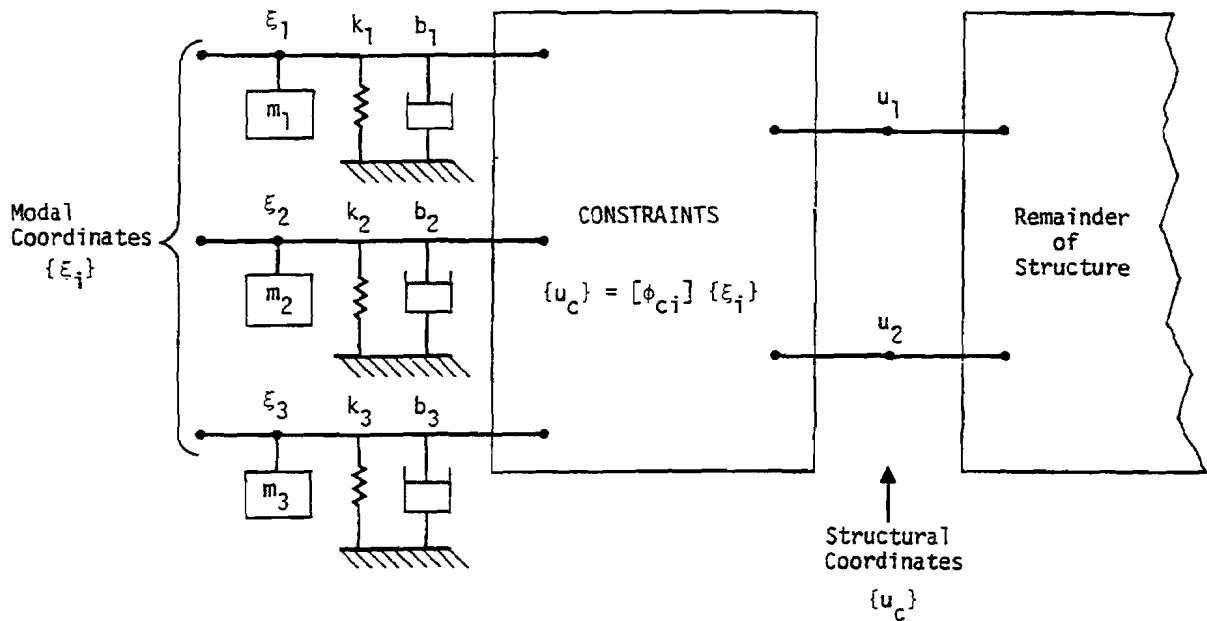 ξ1 k1 b1
m1
u1
Modal
Coordinates
{ξi}
ξ2 k2 b2
m2
CONSTRAINTS
{uc} = [ϕci] {ξi}
Remainder
of
Structure
u2
ξ3 k3 b3
m3
Structural
Coordinates
{uc}